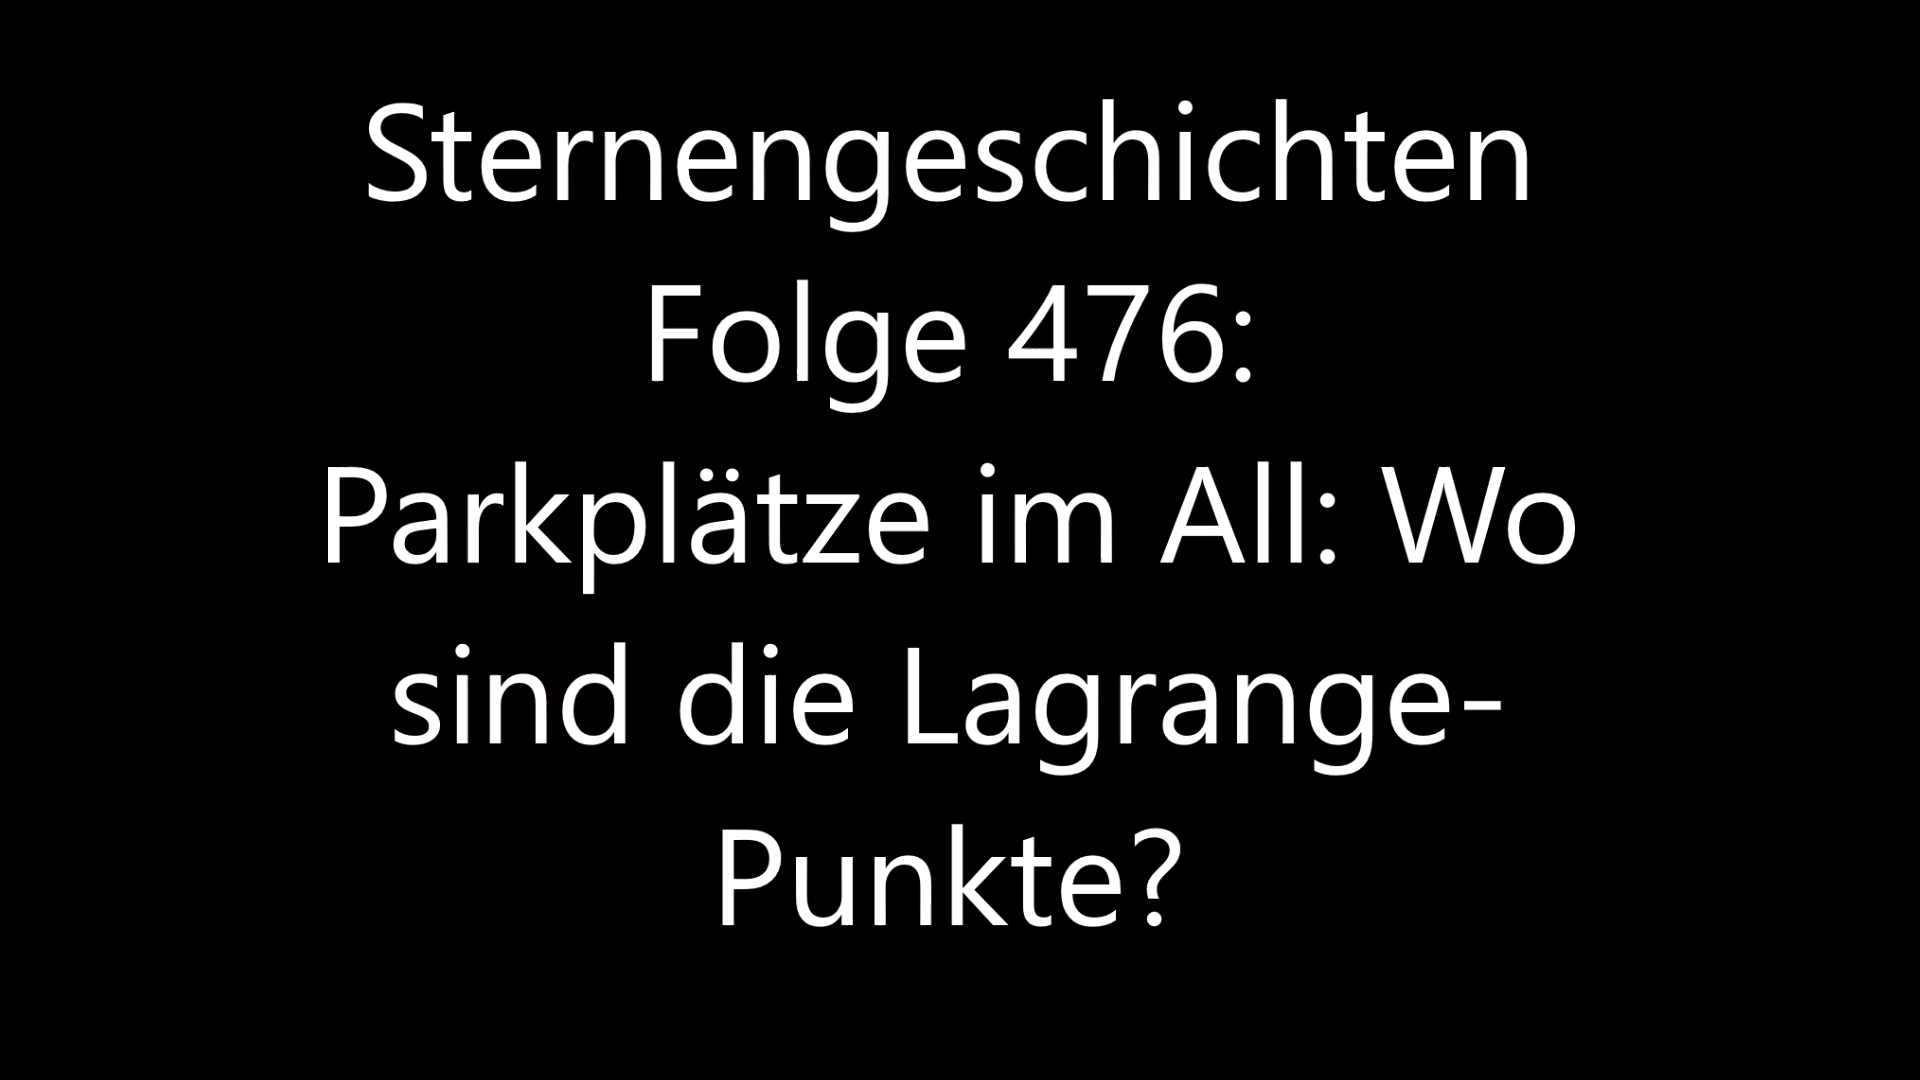 Sternengeschichten
Folge 476:
Parkplätze im All: Wo
sind die Lagrange-
Punkte?